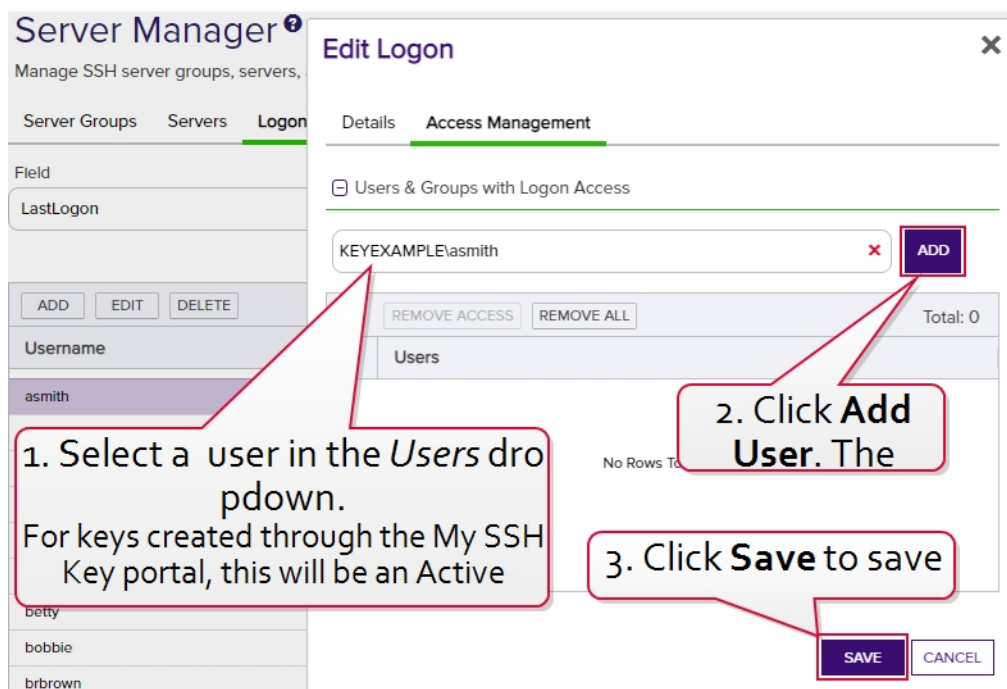 Server Manager ?
Manage SSH server groups, servers,
Server Groups Servers Logon
Field
LastLogon
ADD EDIT DELETE
Username
asmith
betty
bobbie
brbrown
Edit Logon
Details Access Management
Users & Groups with Logon Access
KEYEXAMPLE\asmith
ADD
REMOVE ACCESS REMOVE ALL Total: 0
Users
No Rows To
1. Select a user in the Users dro
pdown.
For keys created through the My SSH
Key portal, this will be an Active
2. Click Add
User. The
3. Click Save to save
SAVE CANCEL